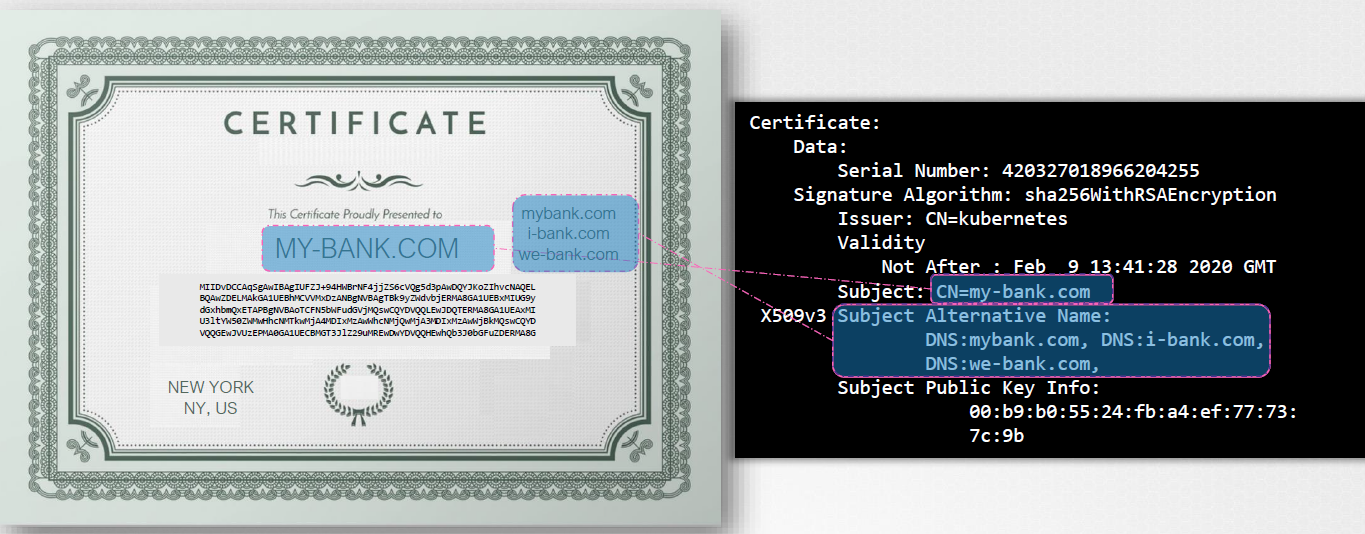 CERTIFICATE
This Certificate Proudly Presented to
MY-BANK.COM
mybank.com
i-bank.com
we-bank.com
MIIDvDCCAqSgAwIBAgIUFZJ+94HWBrNF4jjZS6cVQg5d3pAwDQYJKoZIhvcNAQEL
BQAwZDELMAkGA1UEBhMCVVMxDzANBgNVBAgTBk9yZWdvbjERMA8GA1UEBxMIUG9y
dGxhbmQxETAPBgNVBAoTCFN5bWFudGVjMQswCQYDVQQLEwJDQTERMA8GA1UEAxMI
U3ltYW50ZWMwHhcNMTkwMjA4MDIxMzAwWhcNMjQwMjA3MDIxMzAwWjBkMQswCQYD
VQQGEwJVUzEPMA0GA1UECBMGT3JlZ29uMREwDwYDVQQHEwhQb3J0bGFuZDERMA8G
NEW YORK
NY, US
Certificate:
Data:
Serial Number: 420327018966204255
Signature Algorithm: sha256WithRSAEncryption
Issuer: CN=kubernetes
Validity
Not After : Feb  9 13:41:28 2020 GMT
Subject: CN=my-bank.com
X509v3 Subject Alternative Name:
DNS:mybank.com, DNS:i-bank.com,
DNS:we-bank.com,
Subject Public Key Info:
00:b9:b0:55:24:fb:a4:ef:77:73:
7c:9b